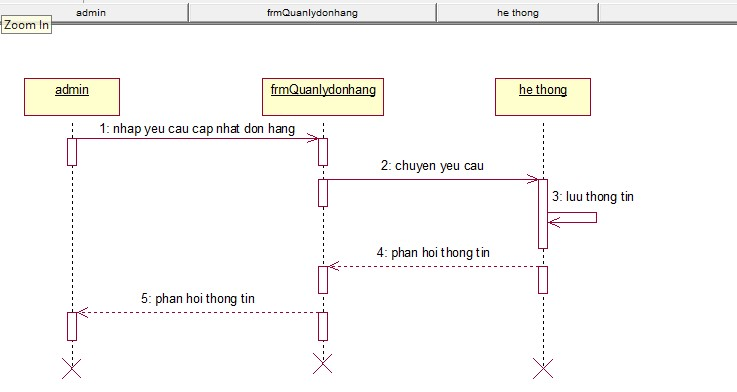 admin frmQuanlydonhang he thong
Zoom In
admin frmQuanlydonhang he thong
1: nhap yeu cau cap nhat don hang
2: chuyen yeu cau
3: luu thong tin
4: phan hoi thong tin
5: phan hoi thong tin